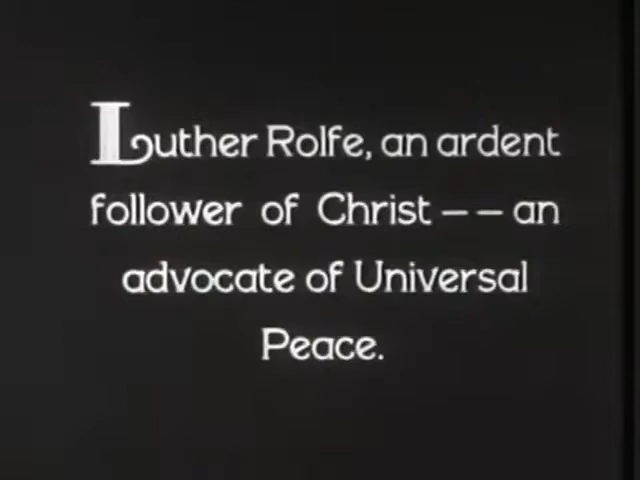 Luther Rolfe, an ardent
follower of Christ -- an
advocate of Universal
Peace.